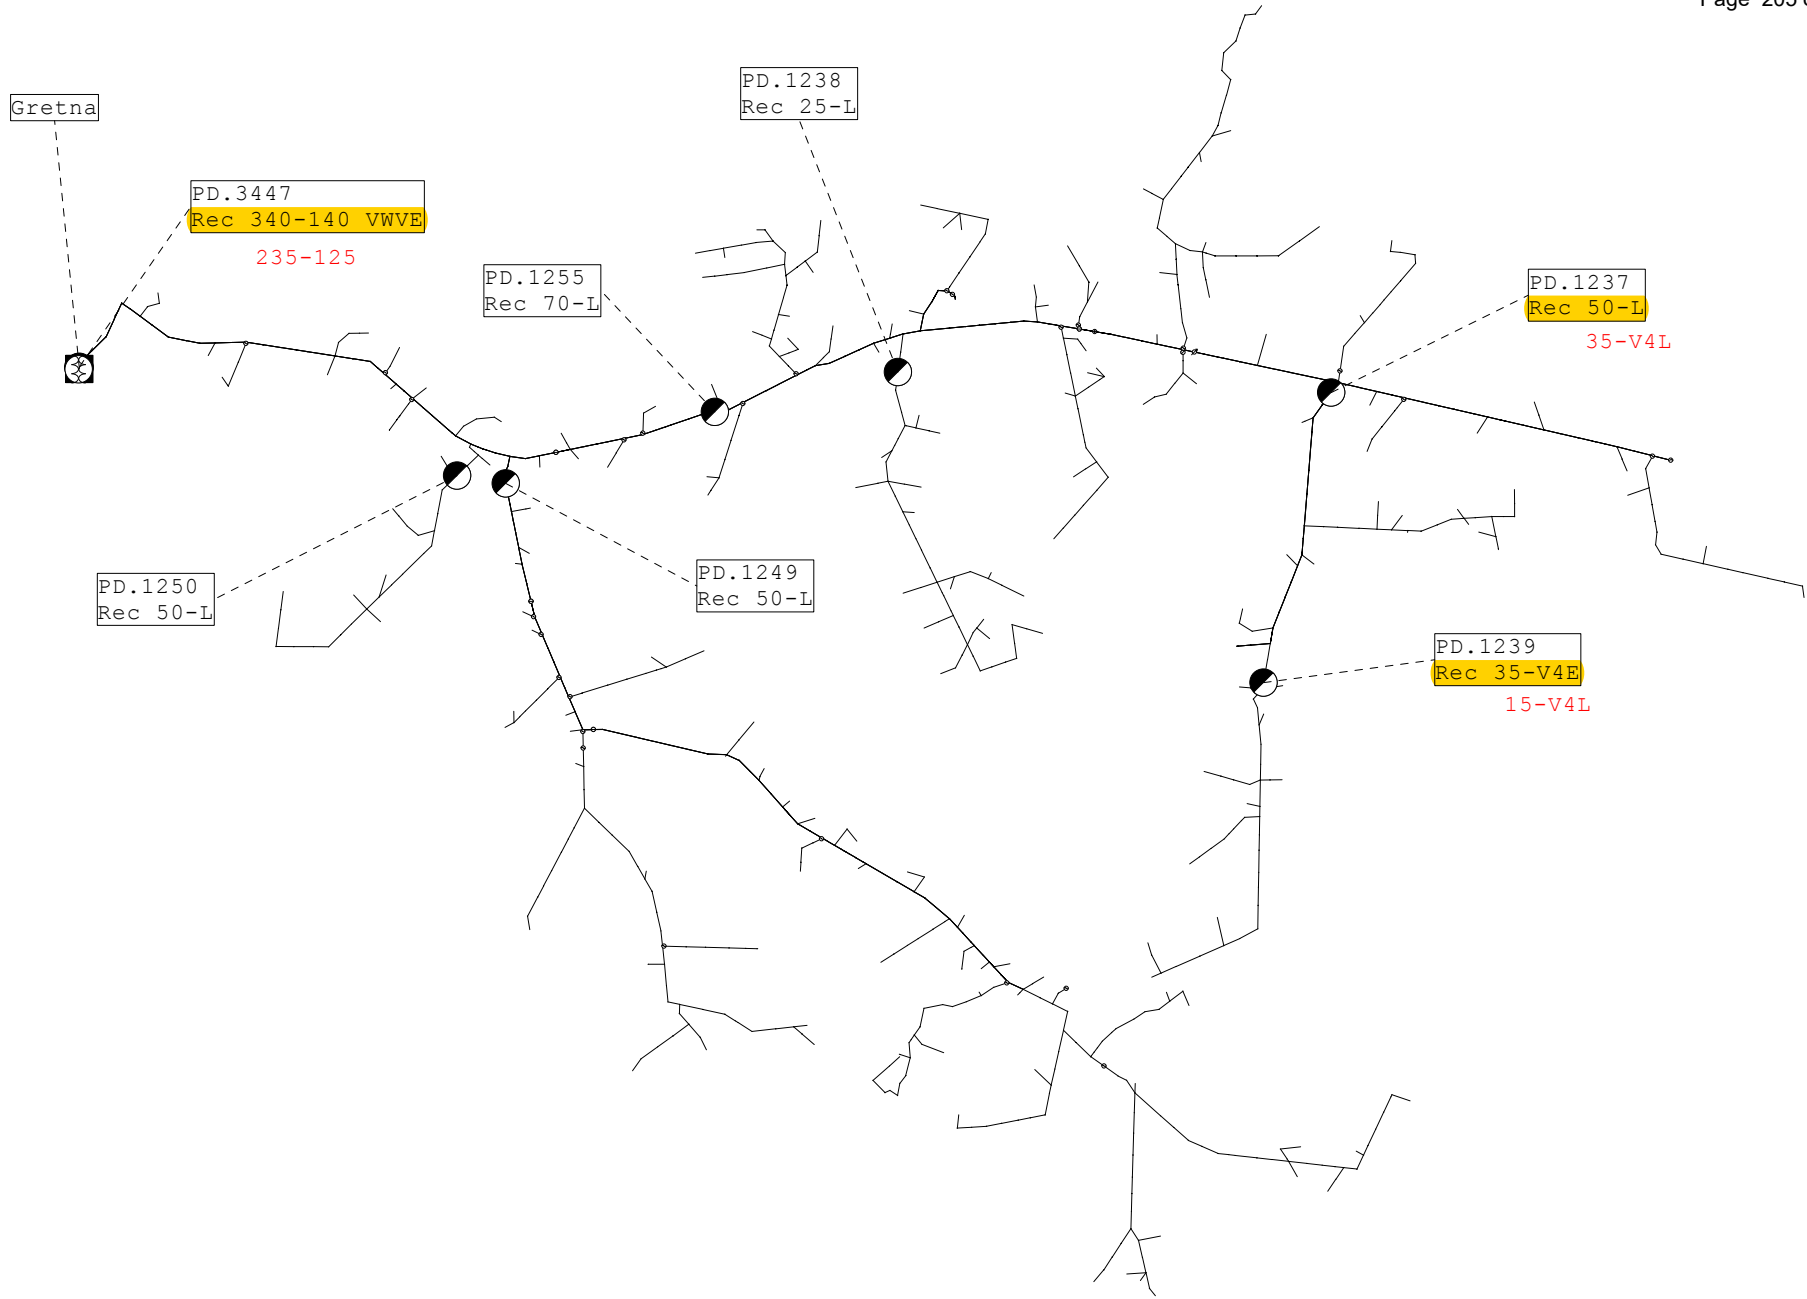 Page 205
PD.1238
Rec 25-L
Gretna
PD.3447
Rec 340-140 VWVE
235-125
PD.1255
Rec 70-L
PD.1237
Rec 50-L
35-V4L
PD.1250
Rec 50-L
PD.1249
Rec 50-L
PD.1239
Rec 35-V4E
15-V4L